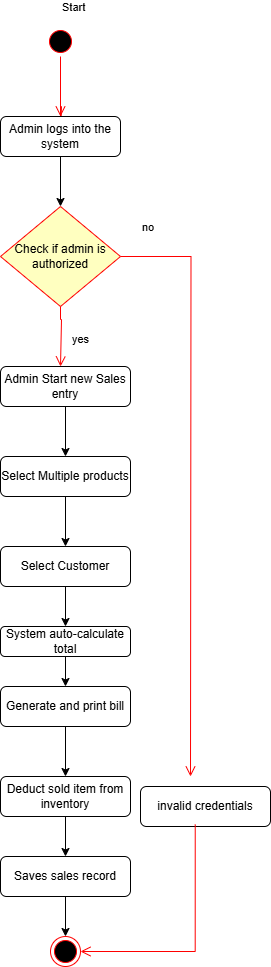 Start
Admin logs into the
system
no
Check if admin is
authorized
yes
Admin Start new Sales
entry
Select Multiple products
Select Customer
System auto-calculate
total
Generate and print bill
Deduct sold item from
inventory
invalid credentials
Saves sales record